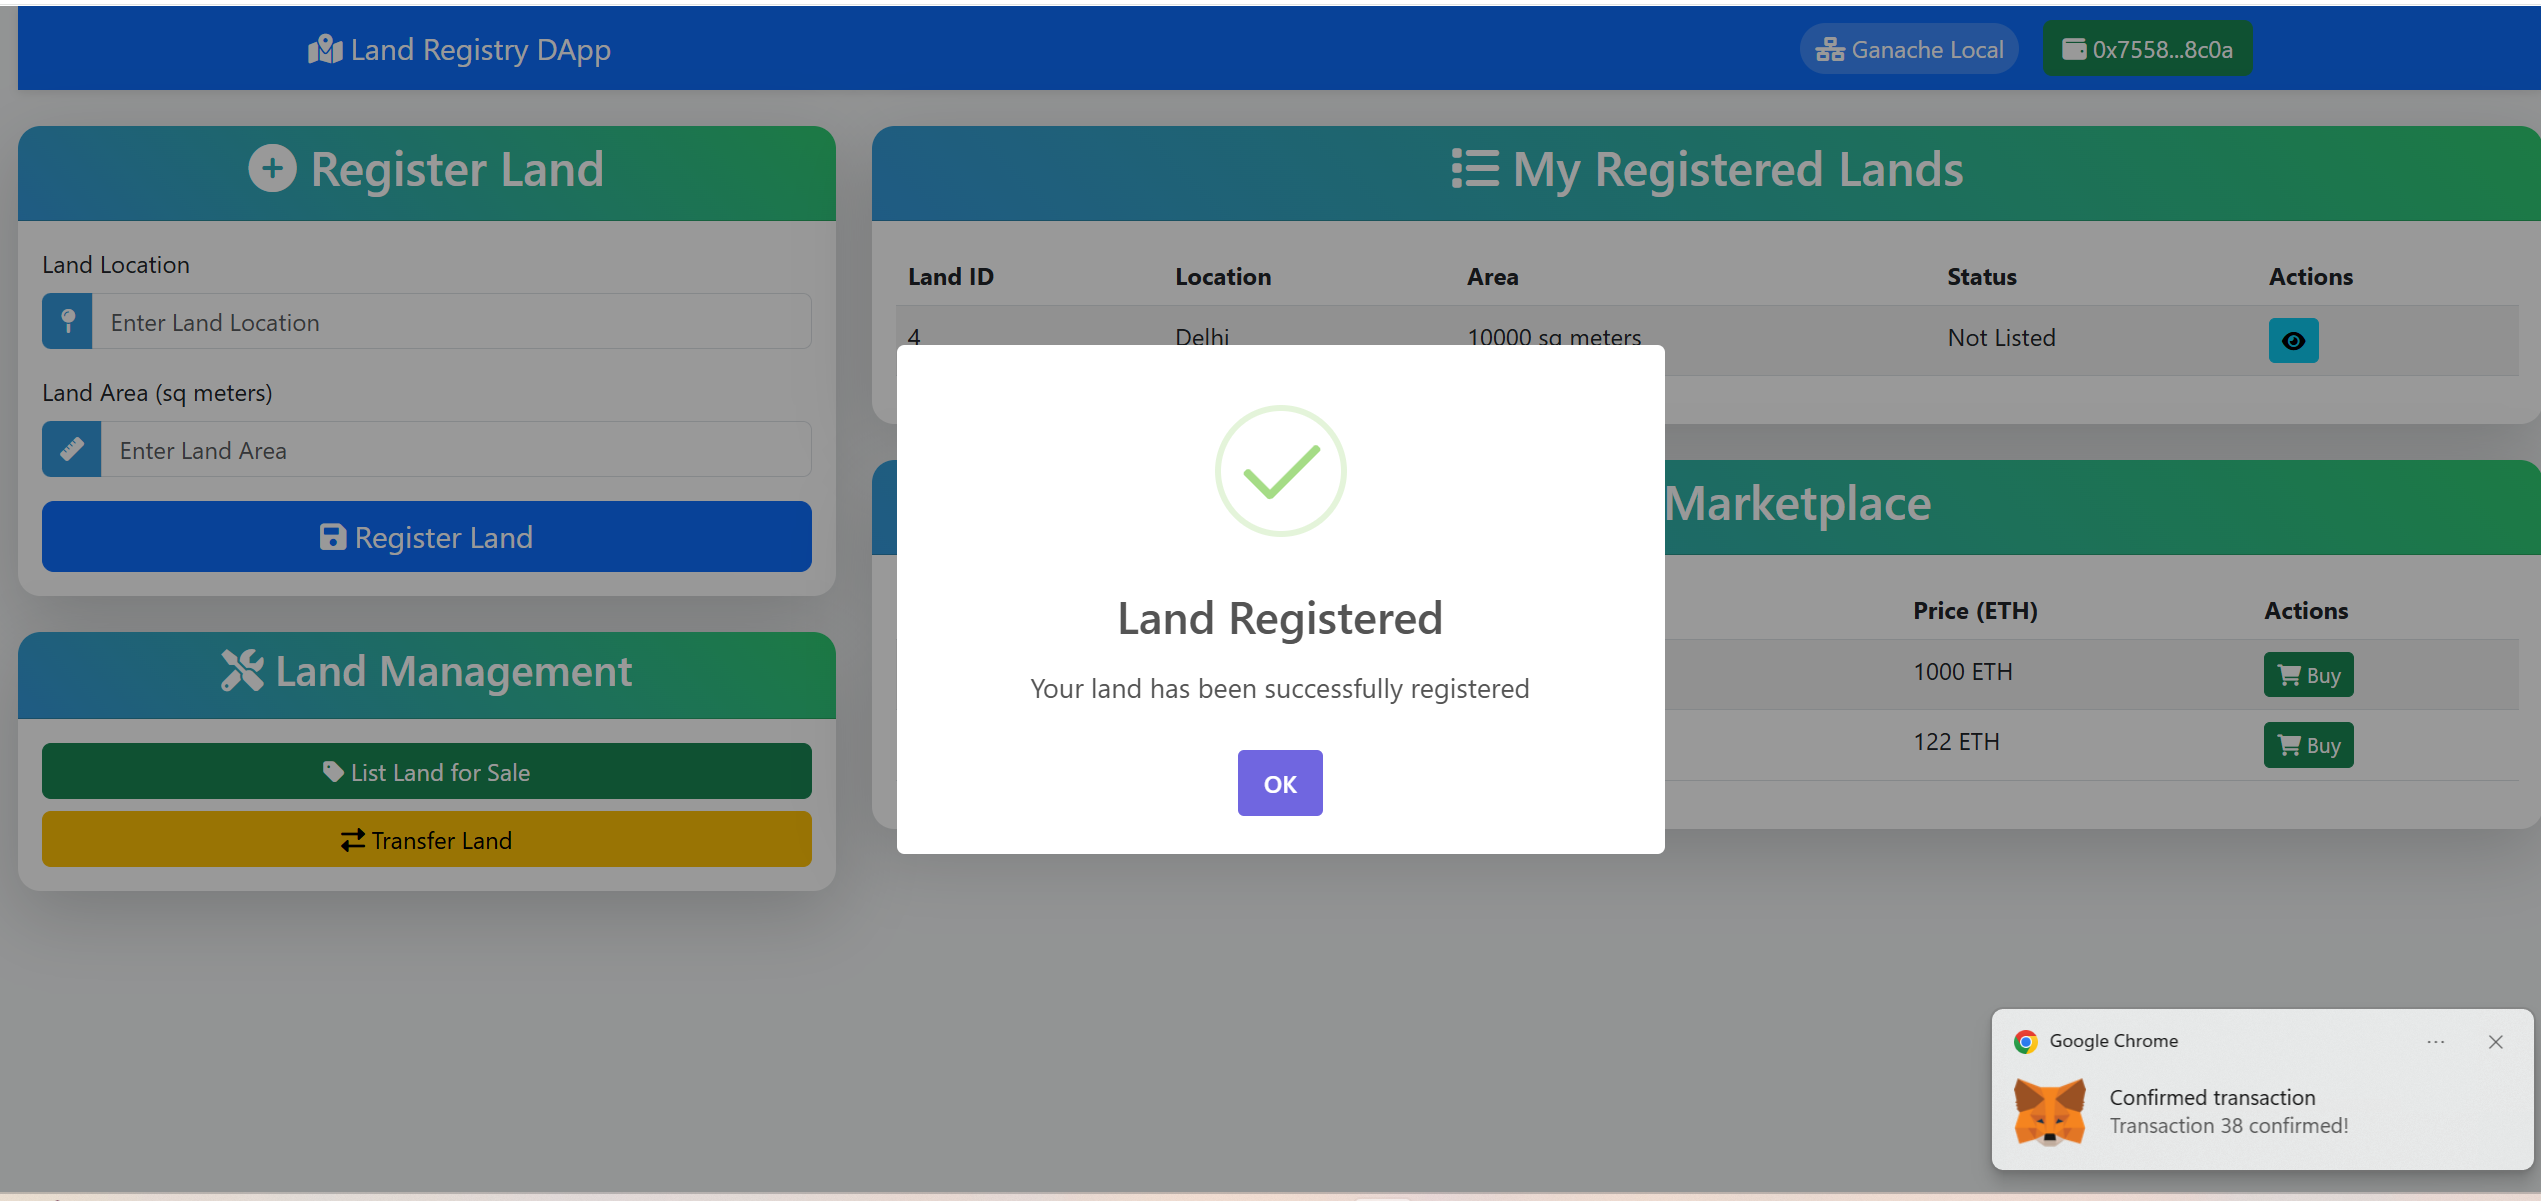 Land Registry DApp
Ganache Local
0x7558...8c0a
Register Land
Land Location
Enter Land Location
Land Area (sq meters)
Enter Land Area
Register Land
Land Management
List Land for Sale
Transfer Land
My Registered Lands
Land ID Location Area Status Actions
4 Delhi 10000 sq meters Not Listed
Marketplace
Price (ETH) Actions
1000 ETH Buy
122 ETH Buy
Land Registered
Your land has been successfully registered
OK
Google Chrome
Confirmed transaction
Transaction 38 confirmed!